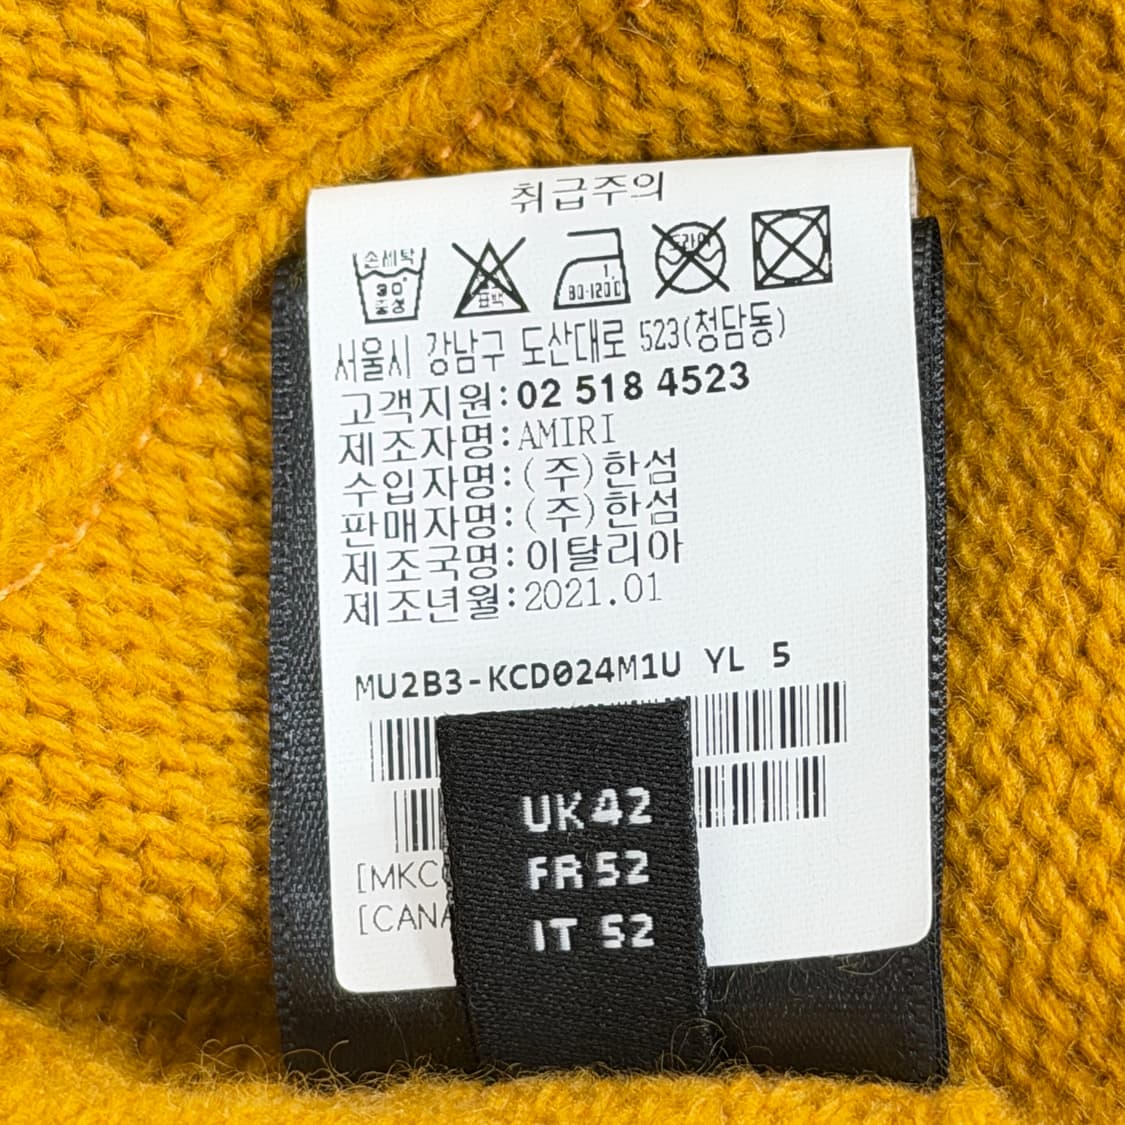 취급주의
손세탁 30° 중성 표백 1. 80-120℃ 드라이
서울시 강남구 도산대로 523(청담동)
고객지원:02 518 4523
제조자명:AMIRI
수입자명:(주)한섬
판매자명:(주)한섬
제조국명:이탈리아
제조년월:2021.01
MU2B3-KCD024M1U YL 5
UK42
FR52
IT 52
[MKC
[CANA